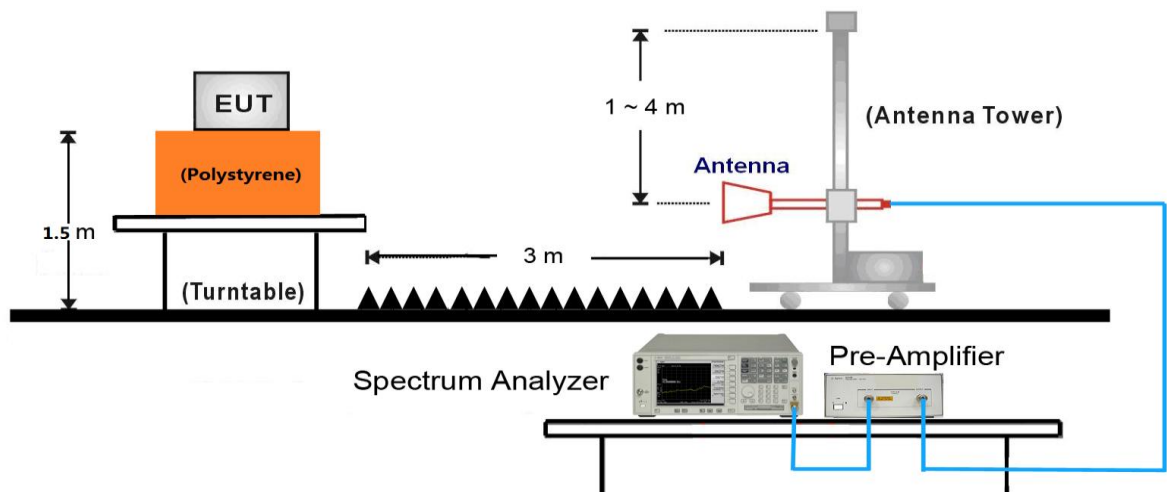 EUT
(Polystyrene)
1.5 m
(Turntable)
3 m
1 ~ 4 m
(Antenna Tower)
Antenna
Spectrum Analyzer
Pre-Amplifier